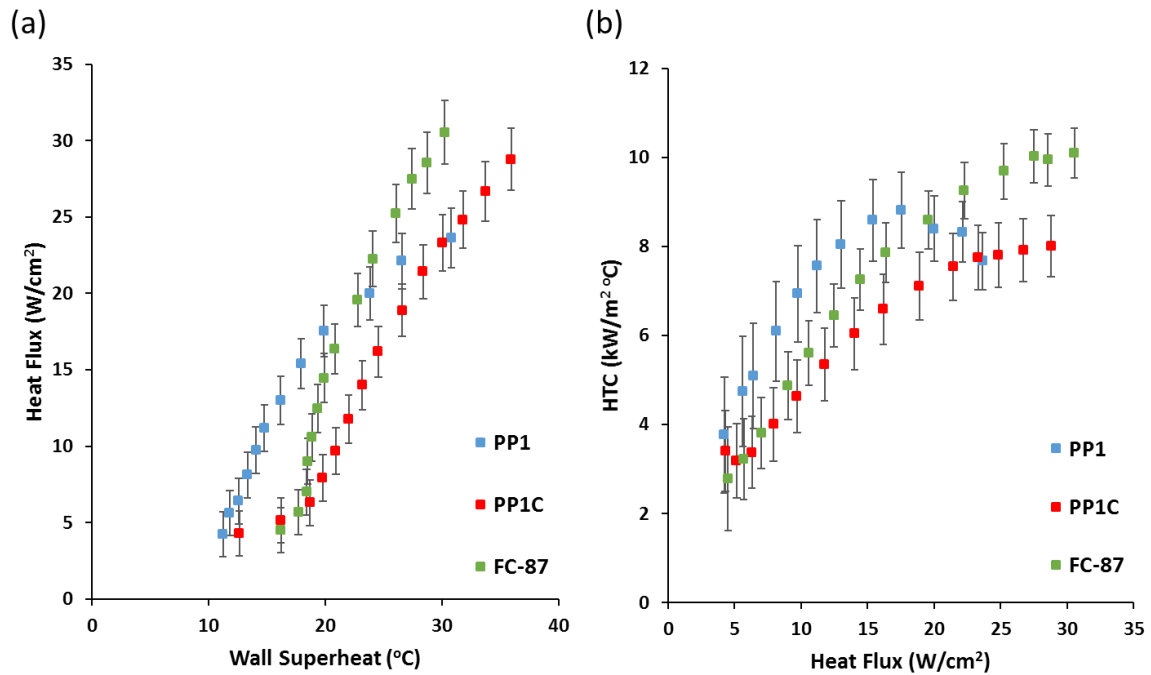 (a)
35
30
25
20
15
10
5
0
Heat Flux (W/cm²)
0 10 20 30 40
Wall Superheat (°C)
PP1
PP1C
FC-87
(b)
12
10
8
6
4
2
0
HTC (kW/m² °C)
0 5 10 15 20 25 30 35
Heat Flux (W/cm²)
PP1
PP1C
FC-87